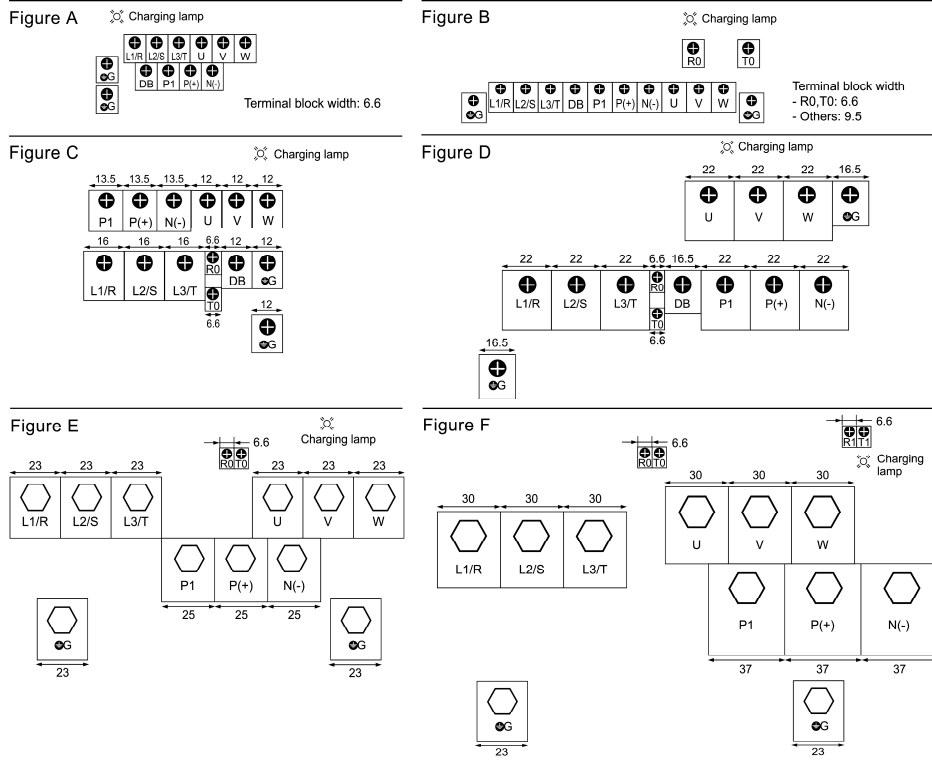 Figure A
Charging lamp
L1/R L2/S L3/T U V W
G
DB P1 P(+) N(-)
G
Terminal block width: 6.6
Figure B
Charging lamp
R0 T0
G L1/R L2/S L3/T DB P1 P(+) N(-) U V W G
Terminal block width
- R0,T0: 6.6
- Others: 9.5
Figure C
Charging lamp
13.5 13.5 13.5 12 12 12
P1 P(+) N(-) U V W
16 16 16 6.6 12 12
R0
L1/R L2/S L3/T DB G
T0
6.6
12
G
Figure D
Charging lamp
22 22 22 16.5
U V W G
22 22 22 6.6 16.5 22 22 22
R0
L1/R L2/S L3/T DB P1 P(+) N(-)
T0
6.6
16.5
G
Figure E
Charging lamp
6.6
R0 T0
23 23 23 23 23 23
L1/R L2/S L3/T U V W
P1 P(+) N(-)
25 25 25
G G
23 23
Figure F
6.6
R1 T1
6.6
R0 T0
Charging
lamp
30 30 30
U V W
30 30 30
L1/R L2/S L3/T
P1 P(+) N(-)
37 37 37
G G
23 23